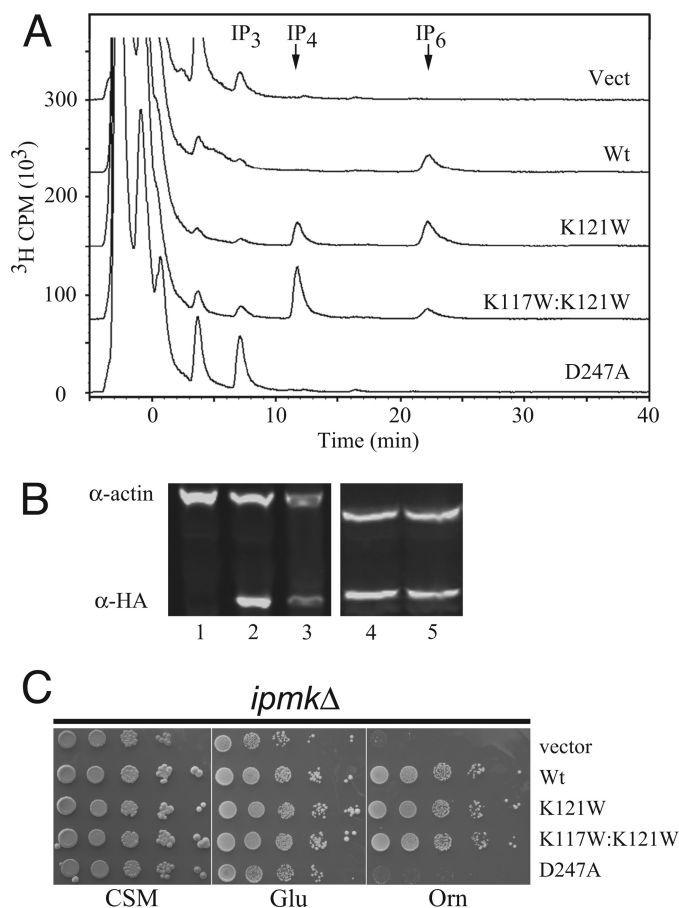 A
IP3 IP4 IP6
300
200
100
0
3H CPM (103)
Vect
Wt
K121W
K117W:K121W
D247A
0 10 20 30 40
Time (min)
B
α-actin
α-HA
1 2 3 4 5
C
ipmkΔ
vector
Wt
K121W
K117W:K121W
D247A
CSM Glu Orn